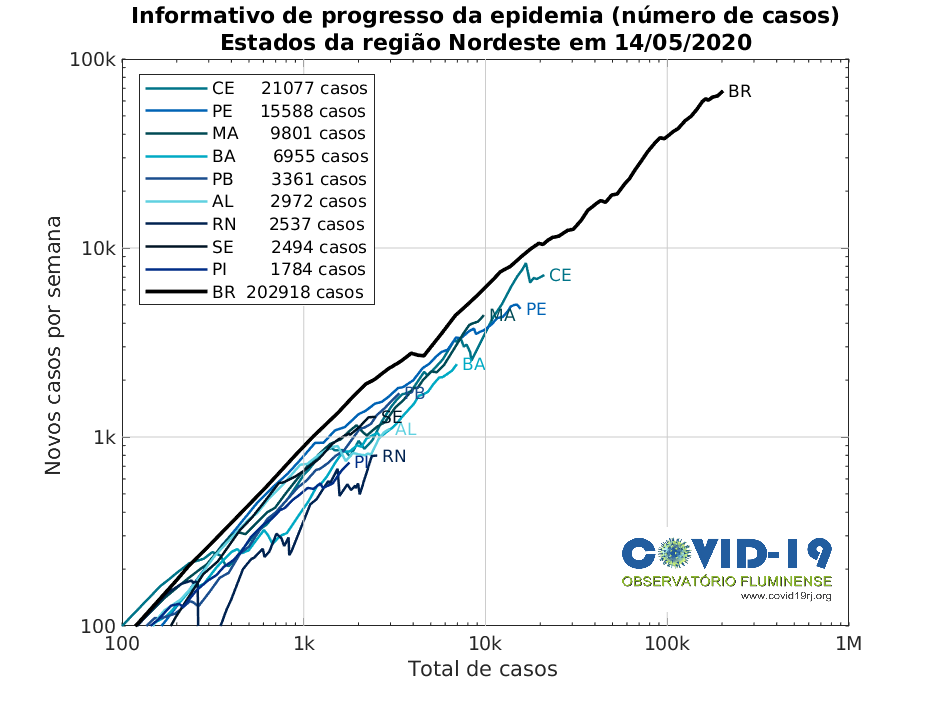 Informativo de progresso da epidemia (número de casos)
Estados da região Nordeste em 14/05/2020
100k
10k
1k
100
Novos casos por semana
CE 21077 casos
PE 15588 casos
MA 9801 casos
BA 6955 casos
PB 3361 casos
AL 2972 casos
RN 2537 casos
SE 2494 casos
PI 1784 casos
BR 202918 casos
BR
CE
PE
MA
BA
PB
SE
AL
RN
PI
COVID-19
OBSERVATÓRIO FLUMINENSE
www.covid19rj.org
100
1k
10k
100k
1M
Total de casos